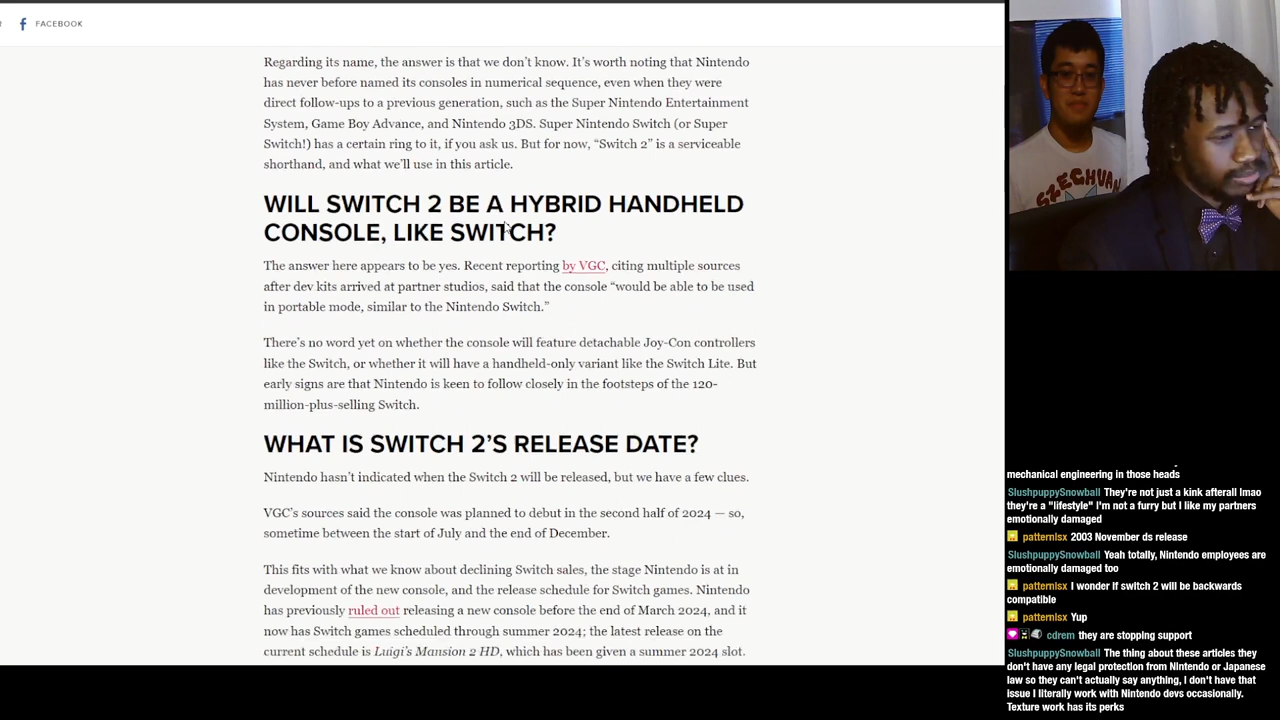 FACEBOOK
Regarding its name, the answer is that we don’t know. It’s worth noting that Nintendo
has never before named its consoles in numerical sequence, even when they were
direct follow-ups to a previous generation, such as the Super Nintendo Entertainment
System, Game Boy Advance, and Nintendo 3DS. Super Nintendo Switch (or Super
Switch!) has a certain ring to it, if you ask us. But for now, “Switch 2” is a serviceable
shorthand, and what we’ll use in this article.
WILL SWITCH 2 BE A HYBRID HANDHELD
CONSOLE, LIKE SWITCH?
The answer here appears to be yes. Recent reporting by VGC, citing multiple sources
after dev kits arrived at partner studios, said that the console “would be able to be used
in portable mode, similar to the Nintendo Switch.”
There’s no word yet on whether the console will feature detachable Joy-Con controllers
like the Switch, or whether it will have a handheld-only variant like the Switch Lite. But
early signs are that Nintendo is keen to follow closely in the footsteps of the 120-
million-plus-selling Switch.
WHAT IS SWITCH 2’S RELEASE DATE?
Nintendo hasn’t indicated when the Switch 2 will be released, but we have a few clues.
VGC’s sources said the console was planned to debut in the second half of 2024 — so,
sometime between the start of July and the end of December.
This fits with what we know about declining Switch sales, the stage Nintendo is at in
development of the new console, and the release schedule for Switch games. Nintendo
has previously ruled out releasing a new console before the end of March 2024, and it
now has Switch games scheduled through summer 2024; the latest release on the
current schedule is Luigi’s Mansion 2 HD, which has been given a summer 2024 slot.
SZECHUAN
mechanical engineering in those heads
SlushpuppySnowball They're not just a kink afterall lmao
they're a "lifestyle" I'm not a furry but I like my partners
emotionally damaged
patternlsx 2003 November ds release
SlushpuppySnowball Yeah totally, Nintendo employees are
emotionally damaged too
patternlsx I wonder if switch 2 will be backwards
compatible
patternlsx Yup
cdrem they are stopping support
SlushpuppySnowball The thing about these articles they
don't have any legal protection from Nintendo or Japanese
law so they can't actually say anything, I don't have that
issue I literally work with Nintendo devs occasionally.
Texture work has its perks